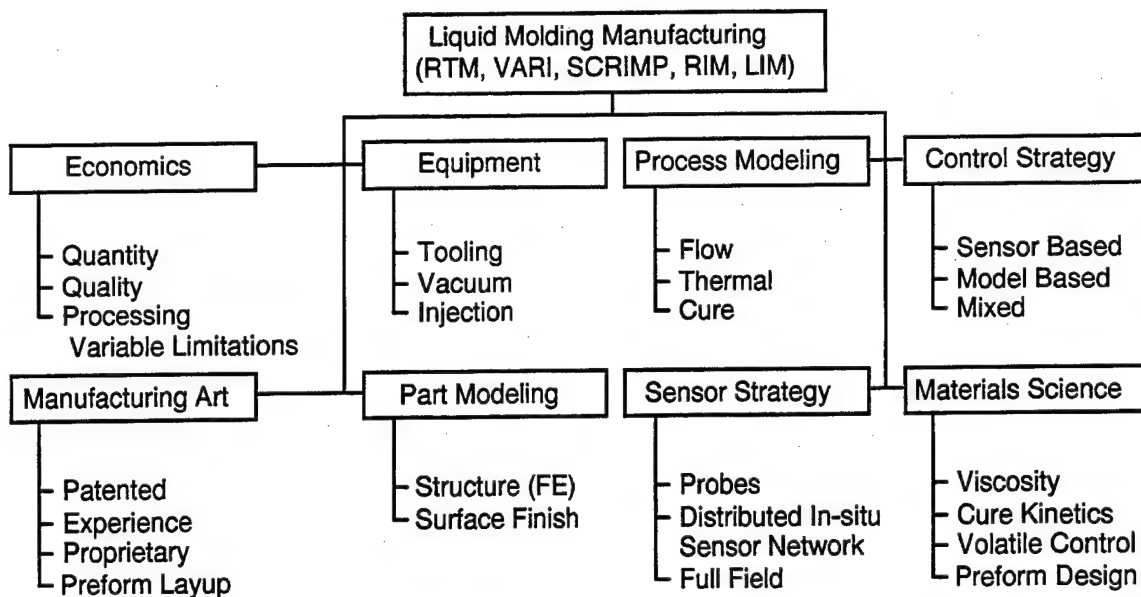 Liquid Molding Manufacturing
(RTM, VARI, SCRIMP, RIM, LIM)
Economics
Quantity
Quality
Processing
Variable Limitations
Equipment
Tooling
Vacuum
Injection
Process Modeling
Flow
Thermal
Cure
Control Strategy
Sensor Based
Model Based
Mixed
Manufacturing Art
Patented
Experience
Proprietary
Preform Layup
Part Modeling
Structure (FE)
Surface Finish
Sensor Strategy
Probes
Distributed In-situ
Sensor Network
Full Field
Materials Science
Viscosity
Cure Kinetics
Volatile Control
Preform Design